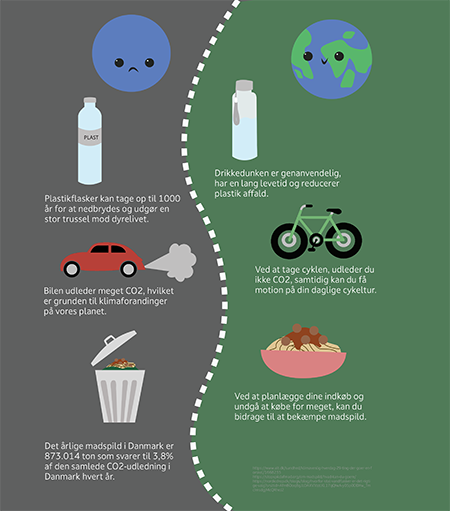 PLAST
Plastikflasker kan tage op til 1000
år for at nedbrydes og udgør en
stor trussel mod dyrelivet.
Drikkedunken er genanvendelig,
har en lang levetid og reducerer
plastik affald.
Bilen udleder meget CO2, hvilket
er grunden til klimaforandinger
på vores planet.
Ved at tage cyklen, udleder du
ikke CO2, samtidig kan du få
motion på din daglige cykeltur.
Det årlige madspild i Danmark er
873.014 ton som svarer til 3,8%
af den samlede CO2-udledning i
Danmark hvert år.
Ved at planlægge dine indkøb og
undgå at købe for meget, kan du
bidrage til at bekæmpe madspild.